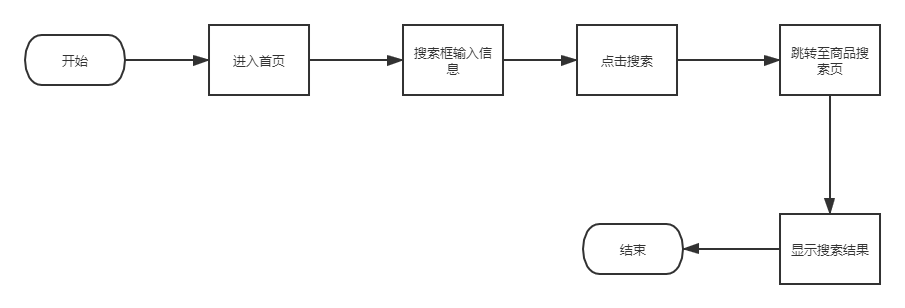 开始
进入首页
搜索框输入信
息
点击搜索
跳转至商品搜
索页
显示搜索结果
结束